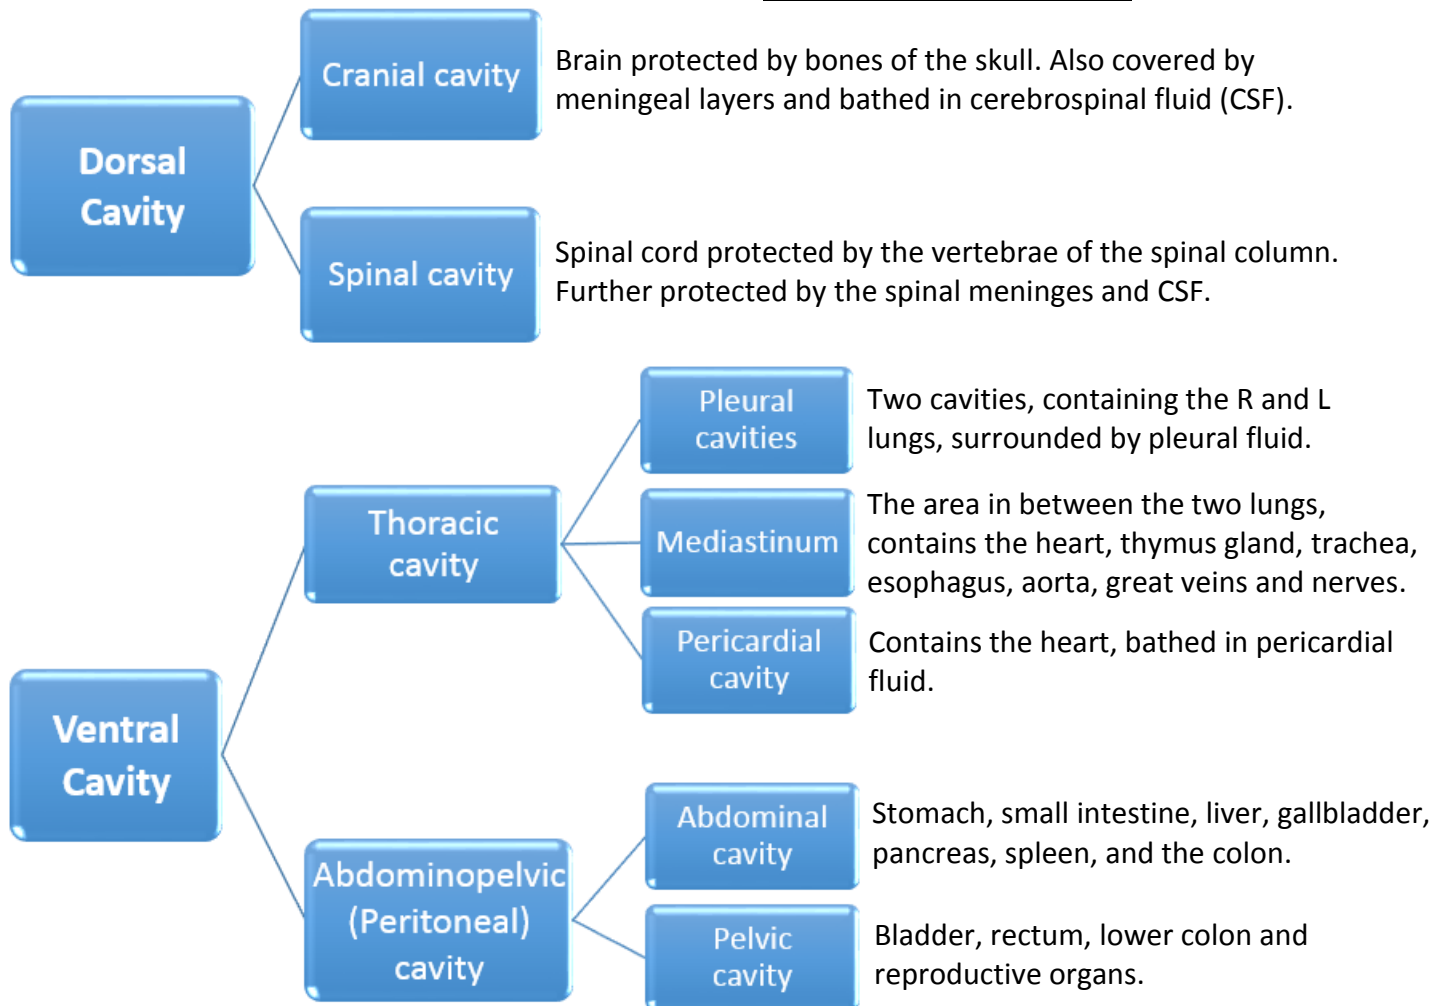 Dorsal
Cavity
Cranial cavity
Brain protected by bones of the skull. Also covered by
meningeal layers and bathed in cerebrospinal fluid (CSF).
Spinal cavity
Spinal cord protected by the vertebrae of the spinal column.
Further protected by the spinal meninges and CSF.
Ventral
Cavity
Thoracic
cavity
Pleural
cavities
Two cavities, containing the R and L
lungs, surrounded by pleural fluid.
Mediastinum
The area in between the two lungs,
contains the heart, thymus gland, trachea,
esophagus, aorta, great veins and nerves.
Pericardial
cavity
Contains the heart, bathed in pericardial
fluid.
Abdominopelvic
(Peritoneal)
cavity
Abdominal
cavity
Stomach, small intestine, liver, gallbladder,
pancreas, spleen, and the colon.
Pelvic
cavity
Bladder, rectum, lower colon and
reproductive organs.